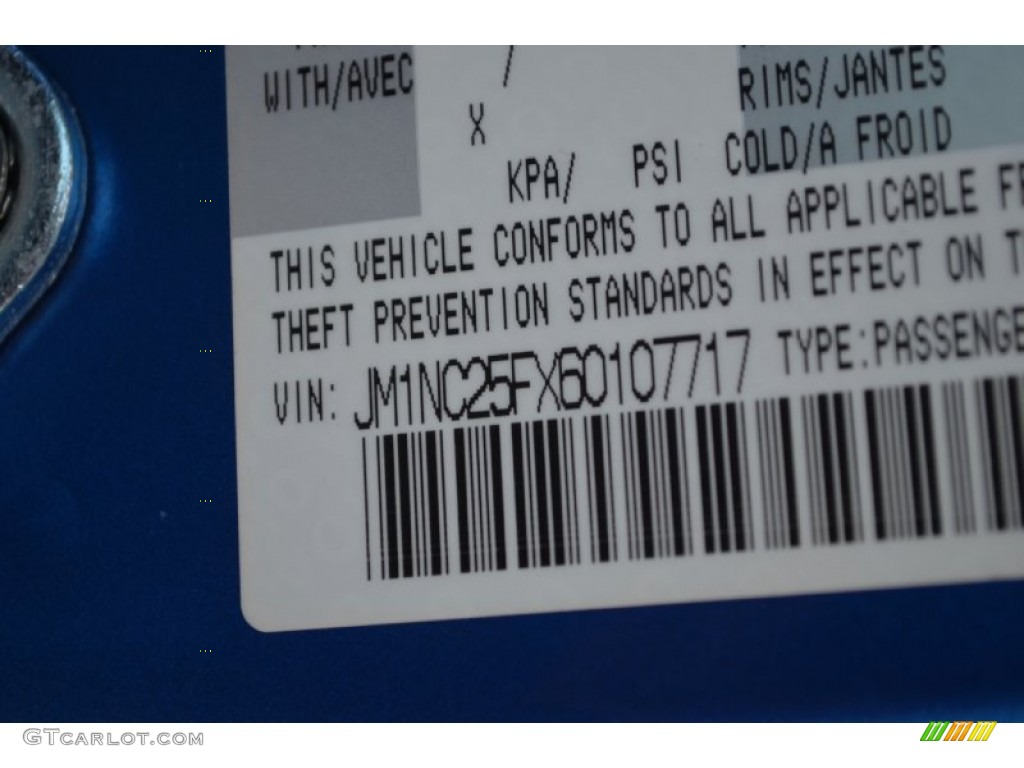 WITH/AVEC /
X RIMS/JANTES
KPA/ PSI COLD/A FROID
THIS VEHICLE CONFORMS TO ALL APPLICABLE FE
THEFT PREVENTION STANDARDS IN EFFECT ON T
VIN: JM1NC25FX60107717 TYPE:PASSENGE
GTcarlot.com